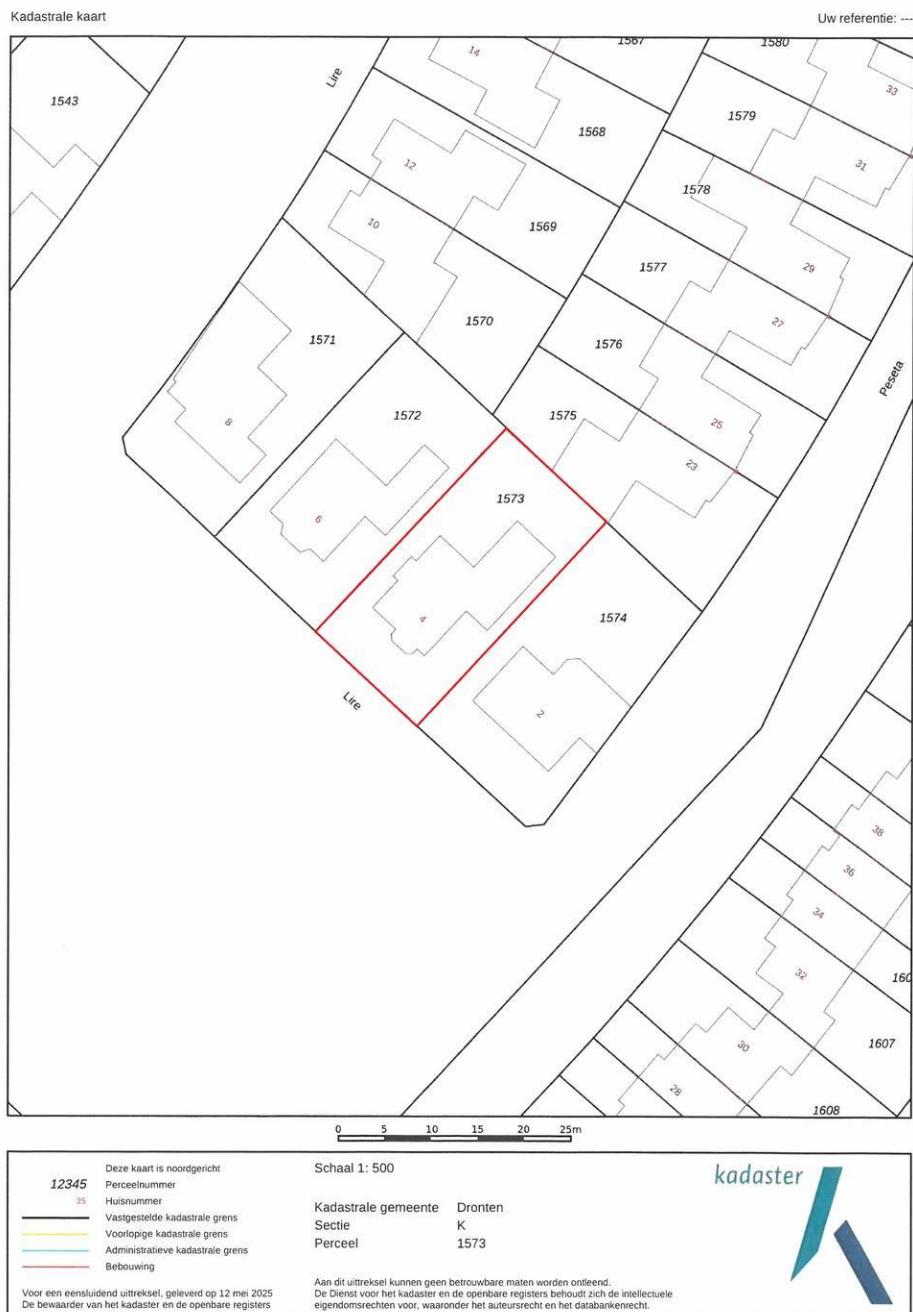 Kadastrale kaart
Uw referentie: ---
1567
1580
14
33
Lire
1543
1579
1568
31
12
1578
10
1569
29
1577
27
1570
1571
1576
Peseta
1572
1575
8
25
23
1573
6
4
1574
Lire
2
38
36
34
32
160
30
1607
28
1608
0 5 10 15 20 25m
Deze kaart is noordgericht
12345 Perceelnummer
25 Huisnummer
Vastgestelde kadastrale grens
Voorlopige kadastrale grens
Administratieve kadastrale grens
Bebouwing
Voor een eensluidend uittreksel, geleverd op 12 mei 2025
De bewaarder van het kadaster en de openbare registers
Schaal 1: 500
Kadastrale gemeente Dronten
Sectie K
Perceel 1573
Aan dit uittreksel kunnen geen betrouwbare maten worden ontleend.
De Dienst voor het kadaster en de openbare registers behoudt zich de intellectuele
eigendomsrechten voor, waaronder het auteursrecht en het databankenrecht.
kadaster